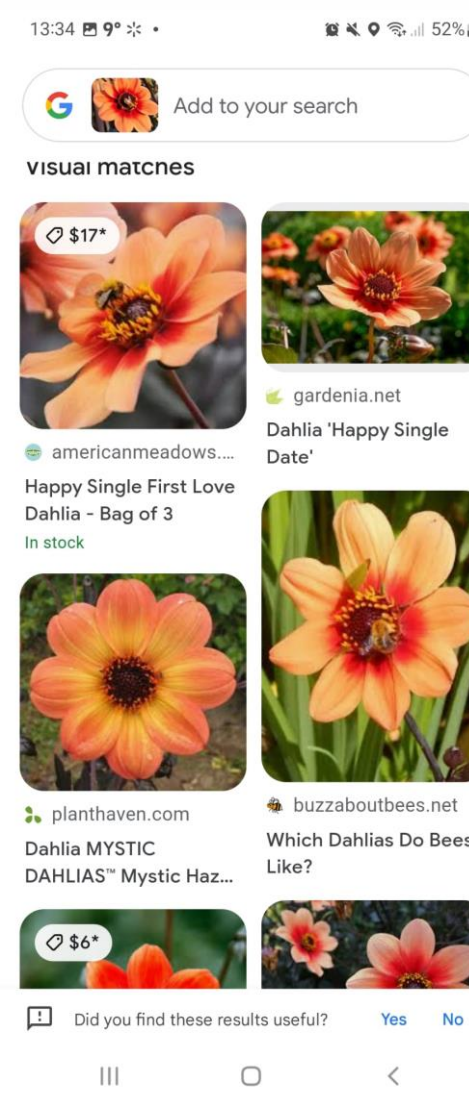 13:34 9°
52%
Add to your search
Visual matches
$17*
americanmeadows....
Happy Single First Love
Dahlia - Bag of 3
In stock
gardenia.net
Dahlia 'Happy Single
Date'
planthaven.com
Dahlia MYSTIC
DAHLIAS™ Mystic Haz...
buzzaboutbees.net
Which Dahlias Do Bees
Like?
$6*
Did you find these results useful?
Yes
No